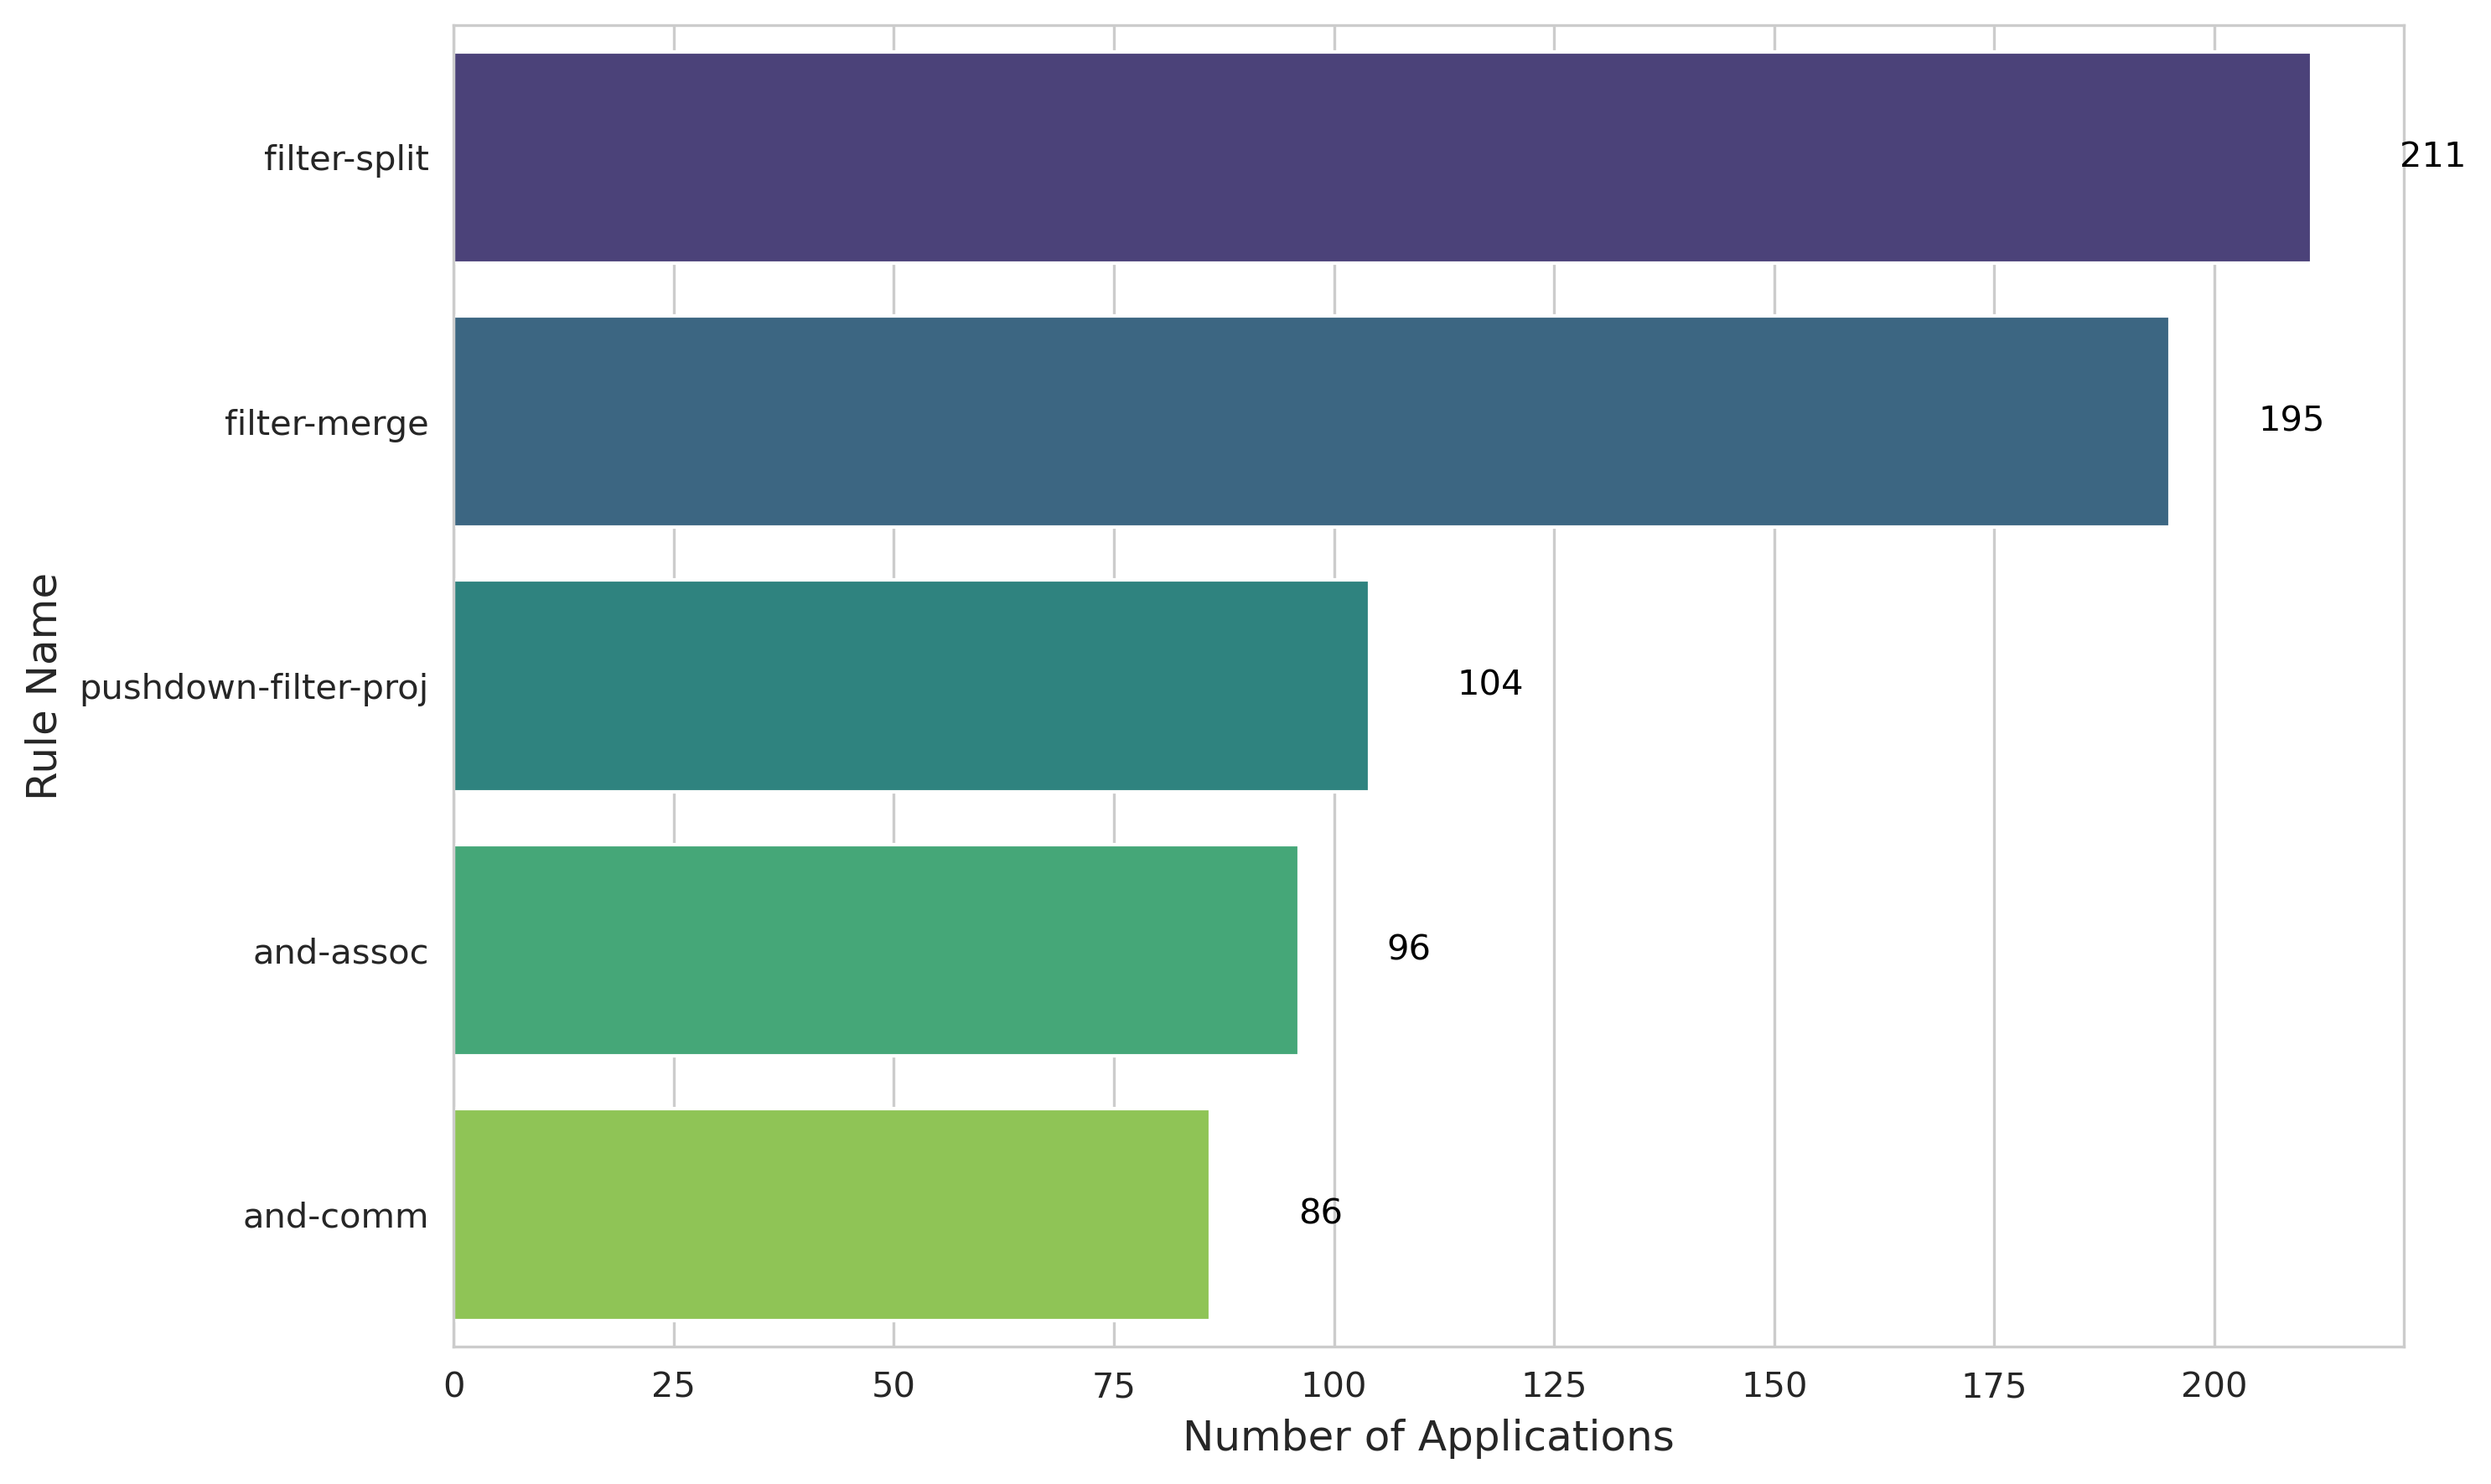 filter-split
211
filter-merge
195
pushdown-filter-proj
104
and-assoc
96
and-comm
86
Rule Name
0 25 50 75 100 125 150 175 200
Number of Applications